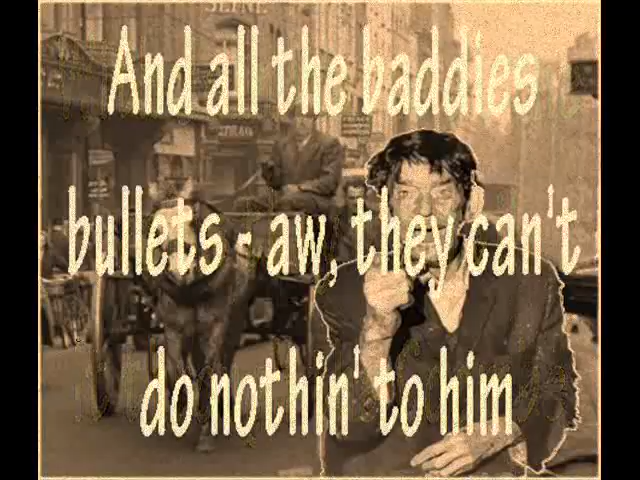 And all the baddies
bullets - aw, they can't
do nothin' to him